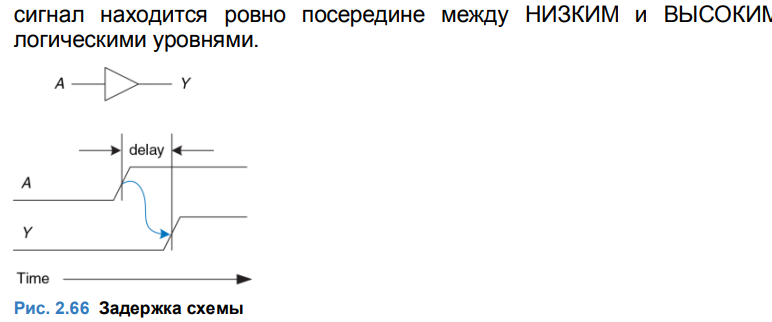 сигнал находится ровно посередине между НИЗКИМ и ВЫСОКИМ
логическими уровнями.
A Y
delay
A
Y
Time
Рис. 2.66 Задержка схемы